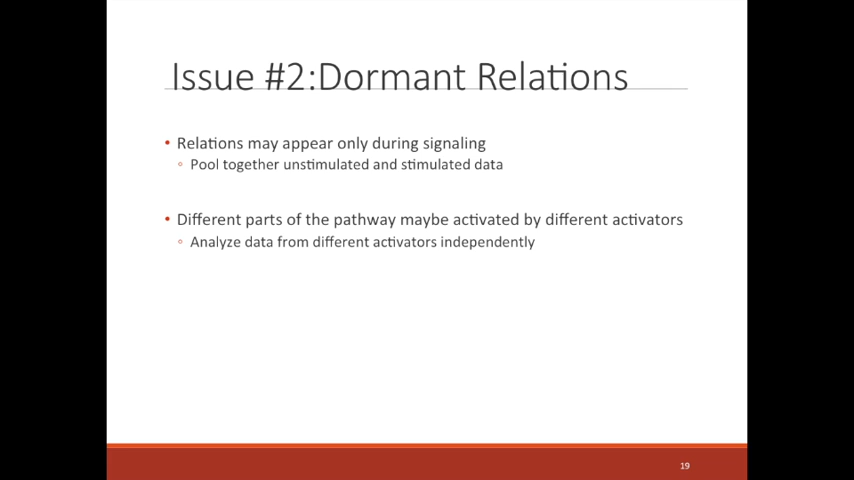 Issue #2:Dormant Relations
• Relations may appear only during signaling
◦ Pool together unstimulated and stimulated data
• Different parts of the pathway maybe activated by different activators
◦ Analyze data from different activators independently
19